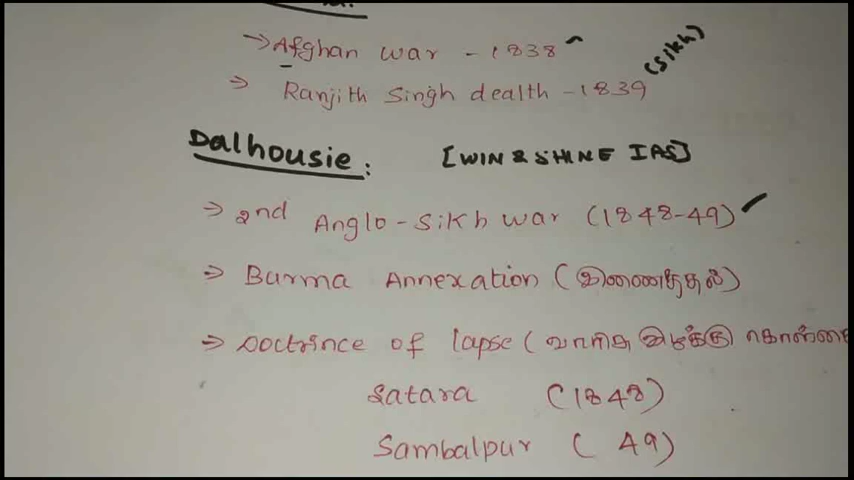 → Afghan war - 1838
→ Ranjith Singh dealth - 1839 (Sikh)
Dalhousie : [WIN & SHINE IAS]
→ 2nd Anglo - Sikh war (1848-49)
→ Burma Annexation (இணைத்தல்)
→ Doctrince of lapse (வாரிசு இழப்பு கொள்கை
Satara (1848)
Sambalpur ( 49)